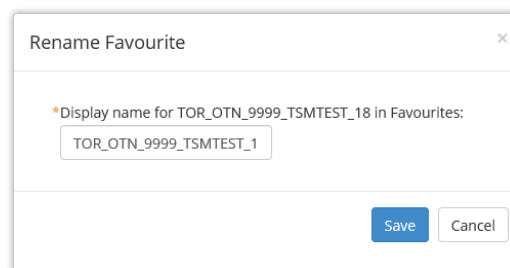 Rename Favourite ×
*Display name for TOR_OTN_9999_TSMTEST_18 in Favourites:
TOR_OTN_9999_TSMTEST_1
Save Cancel